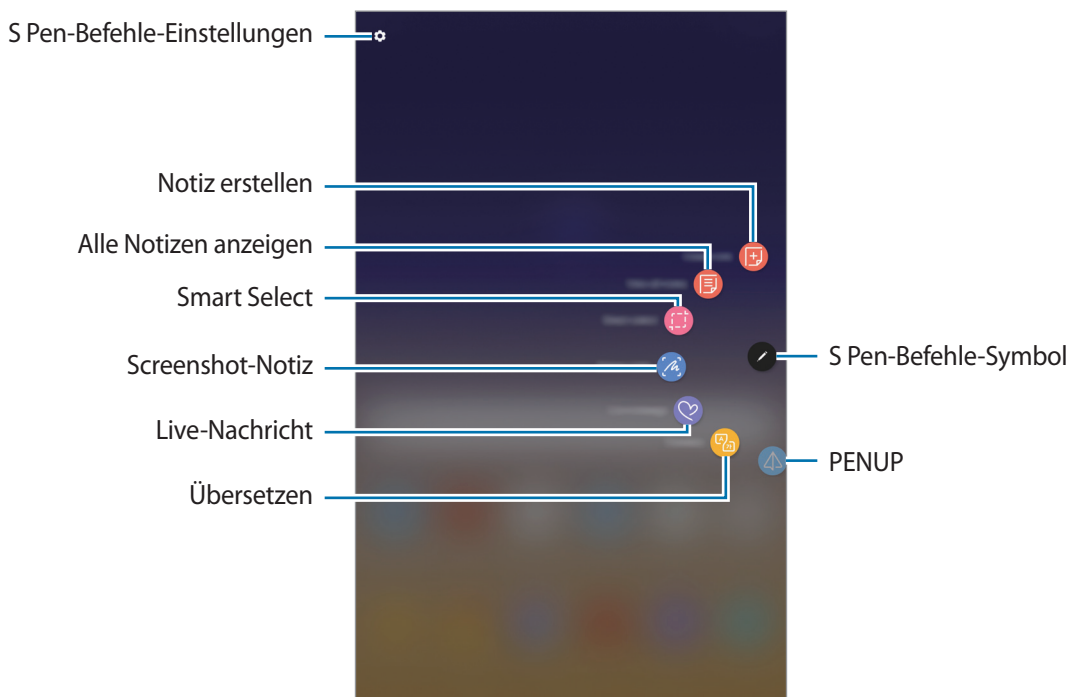 S Pen-Befehle-Einstellungen
Notiz erstellen
Alle Notizen anzeigen
Smart Select
Screenshot-Notiz
S Pen-Befehle-Symbol
Live-Nachricht
PENUP
Übersetzen